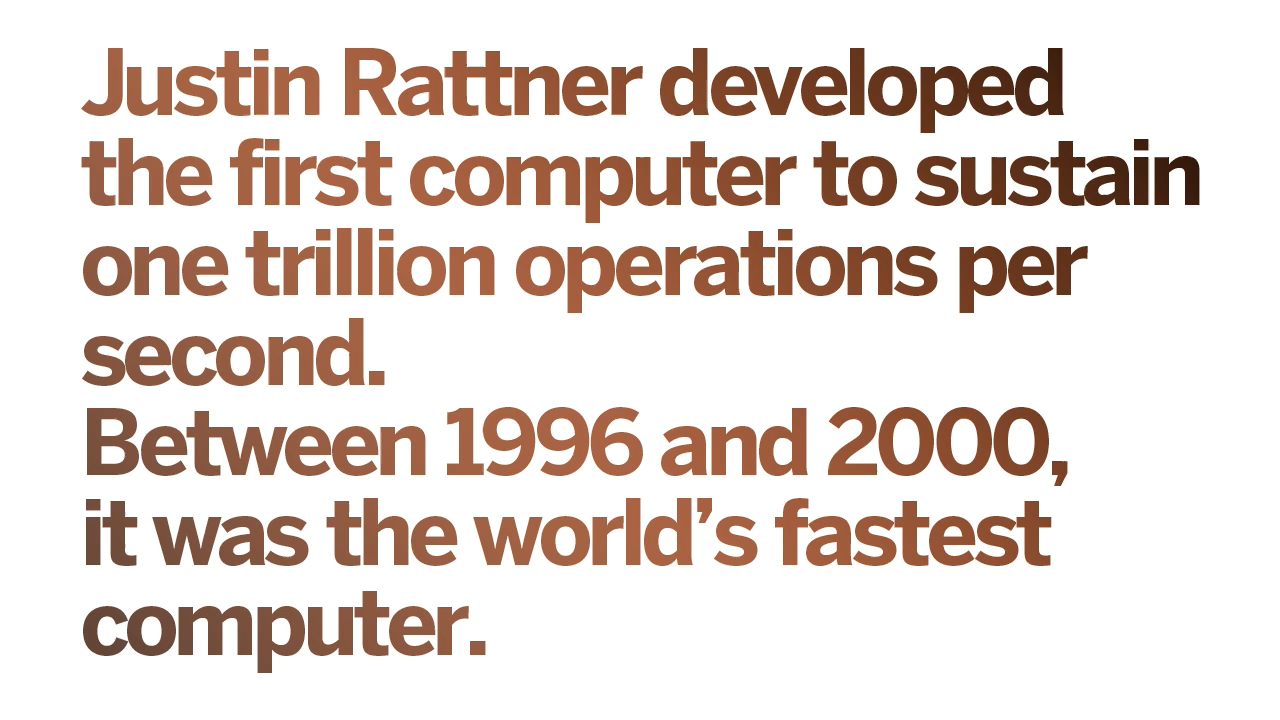 Justin Rattner developed
the first computer to sustain
one trillion operations per
second.
Between 1996 and 2000,
it was the world’s fastest
computer.